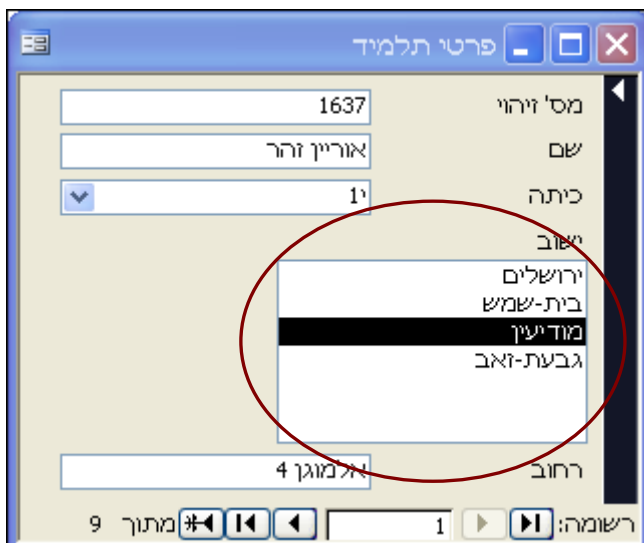 פרטי תלמיד
מס' זיהוי 1637
שם אוריין זהר
כיתה י1
ישוב
ירושלים
בית-שמש
מודיעין
גבעת-זאב
רחוב אלמוגן 4
רשומה: 1 מתוך 9